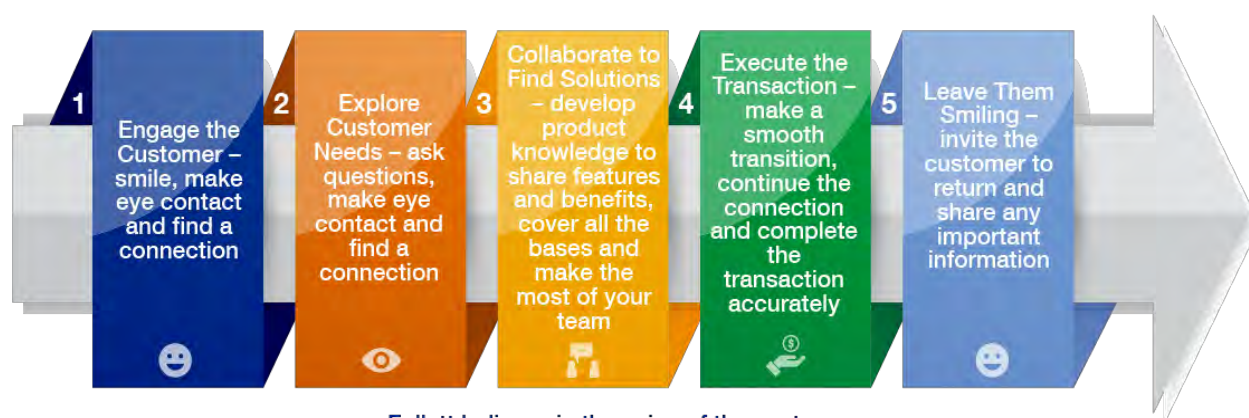 1
Engage the
Customer –
smile, make
eye contact
and find a
connection
2
Explore
Customer
Needs – ask
questions,
make eye
contact and
find a
connection
3
Collaborate to
Find Solutions
– develop
product
knowledge to
share features
and benefits,
cover all the
bases and
make the
most of your
team
4
Execute the
Transaction –
make a
smooth
transition,
continue the
connection
and complete
the
transaction
accurately
$
5
Leave Them
Smiling –
invite the
customer to
return and
share any
important
information